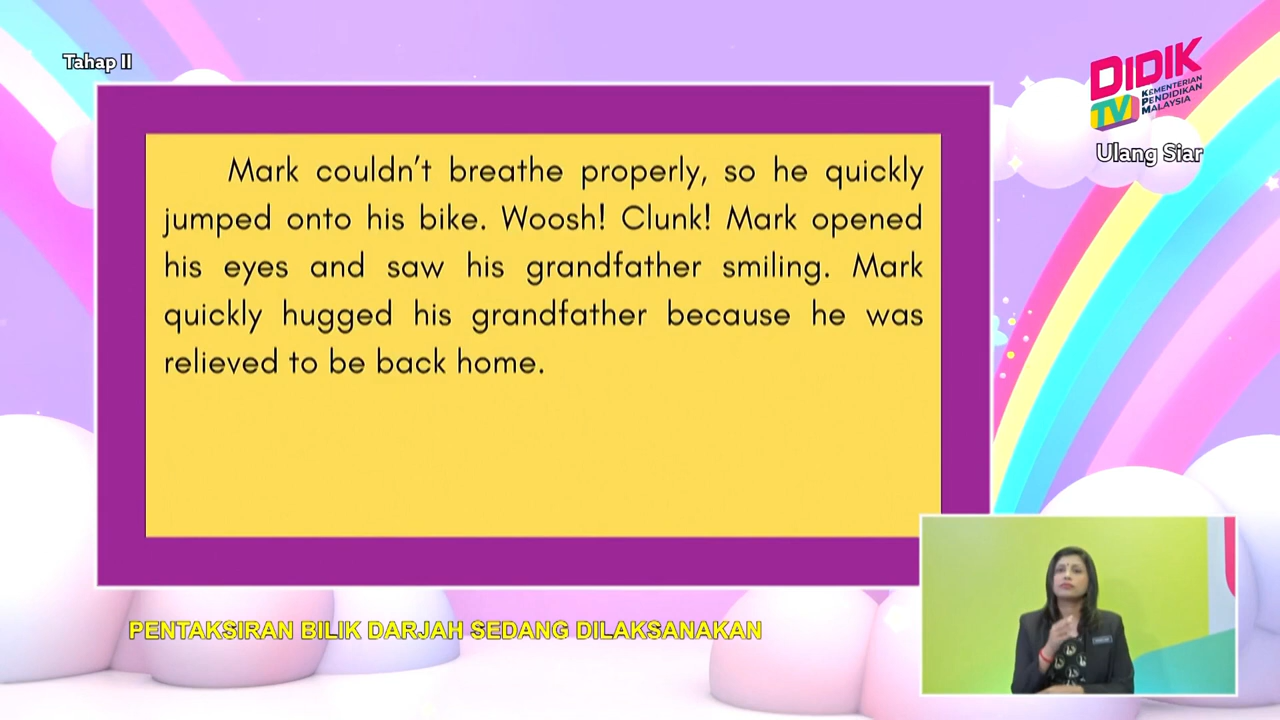 Tahap II
DIDIK
TV
KEMENTERIAN
PENDIDIKAN
MALAYSIA
Ulang Siar
Mark couldn't breathe properly, so he quickly
jumped onto his bike. Woosh! Clunk! Mark opened
his eyes and saw his grandfather smiling. Mark
quickly hugged his grandfather because he was
relieved to be back home.
PENTAKSIRAN BILIK DARJAH SEDANG DILAKSANAKAN